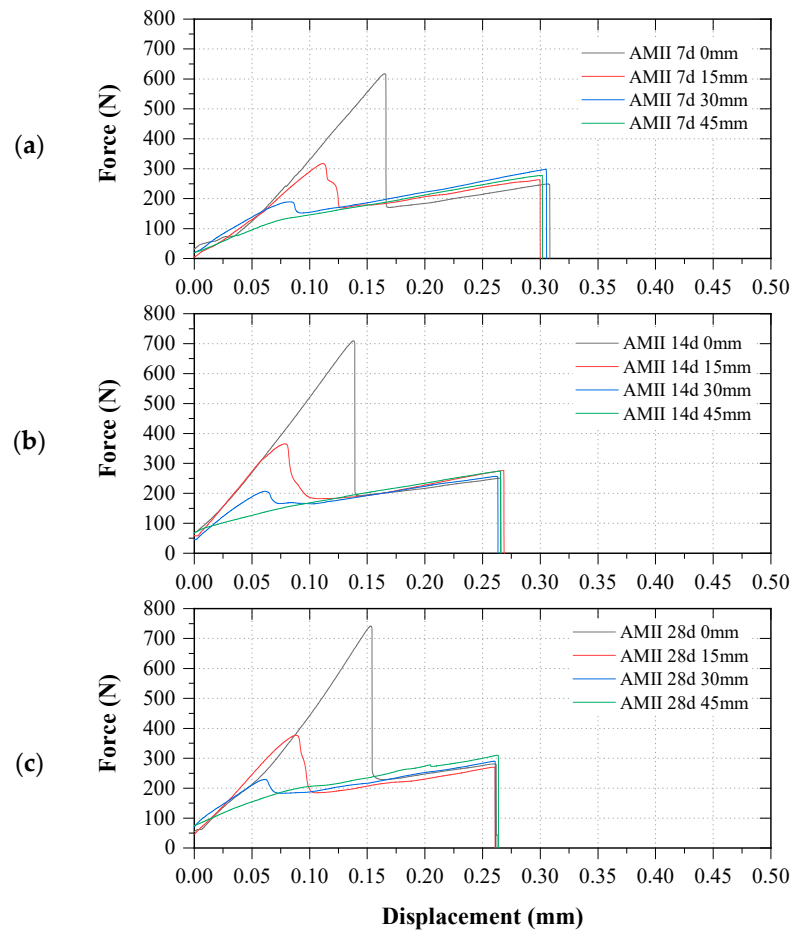 (a)
Force (N)
800
700
600
500
400
300
200
100
0
AMII 7d 0mm
AMII 7d 15mm
AMII 7d 30mm
AMII 7d 45mm
0.00 0.05 0.10 0.15 0.20 0.25 0.30 0.35 0.40 0.45 0.50
(b)
Force (N)
800
700
600
500
400
300
200
100
0
AMII 14d 0mm
AMII 14d 15mm
AMII 14d 30mm
AMII 14d 45mm
0.00 0.05 0.10 0.15 0.20 0.25 0.30 0.35 0.40 0.45 0.50
(c)
Force (N)
800
700
600
500
400
300
200
100
0
AMII 28d 0mm
AMII 28d 15mm
AMII 28d 30mm
AMII 28d 45mm
0.00 0.05 0.10 0.15 0.20 0.25 0.30 0.35 0.40 0.45 0.50
Displacement (mm)